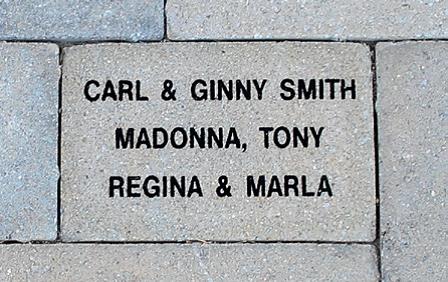 CARL & GINNY SMITH
MADONNA, TONY
REGINA & MARLA